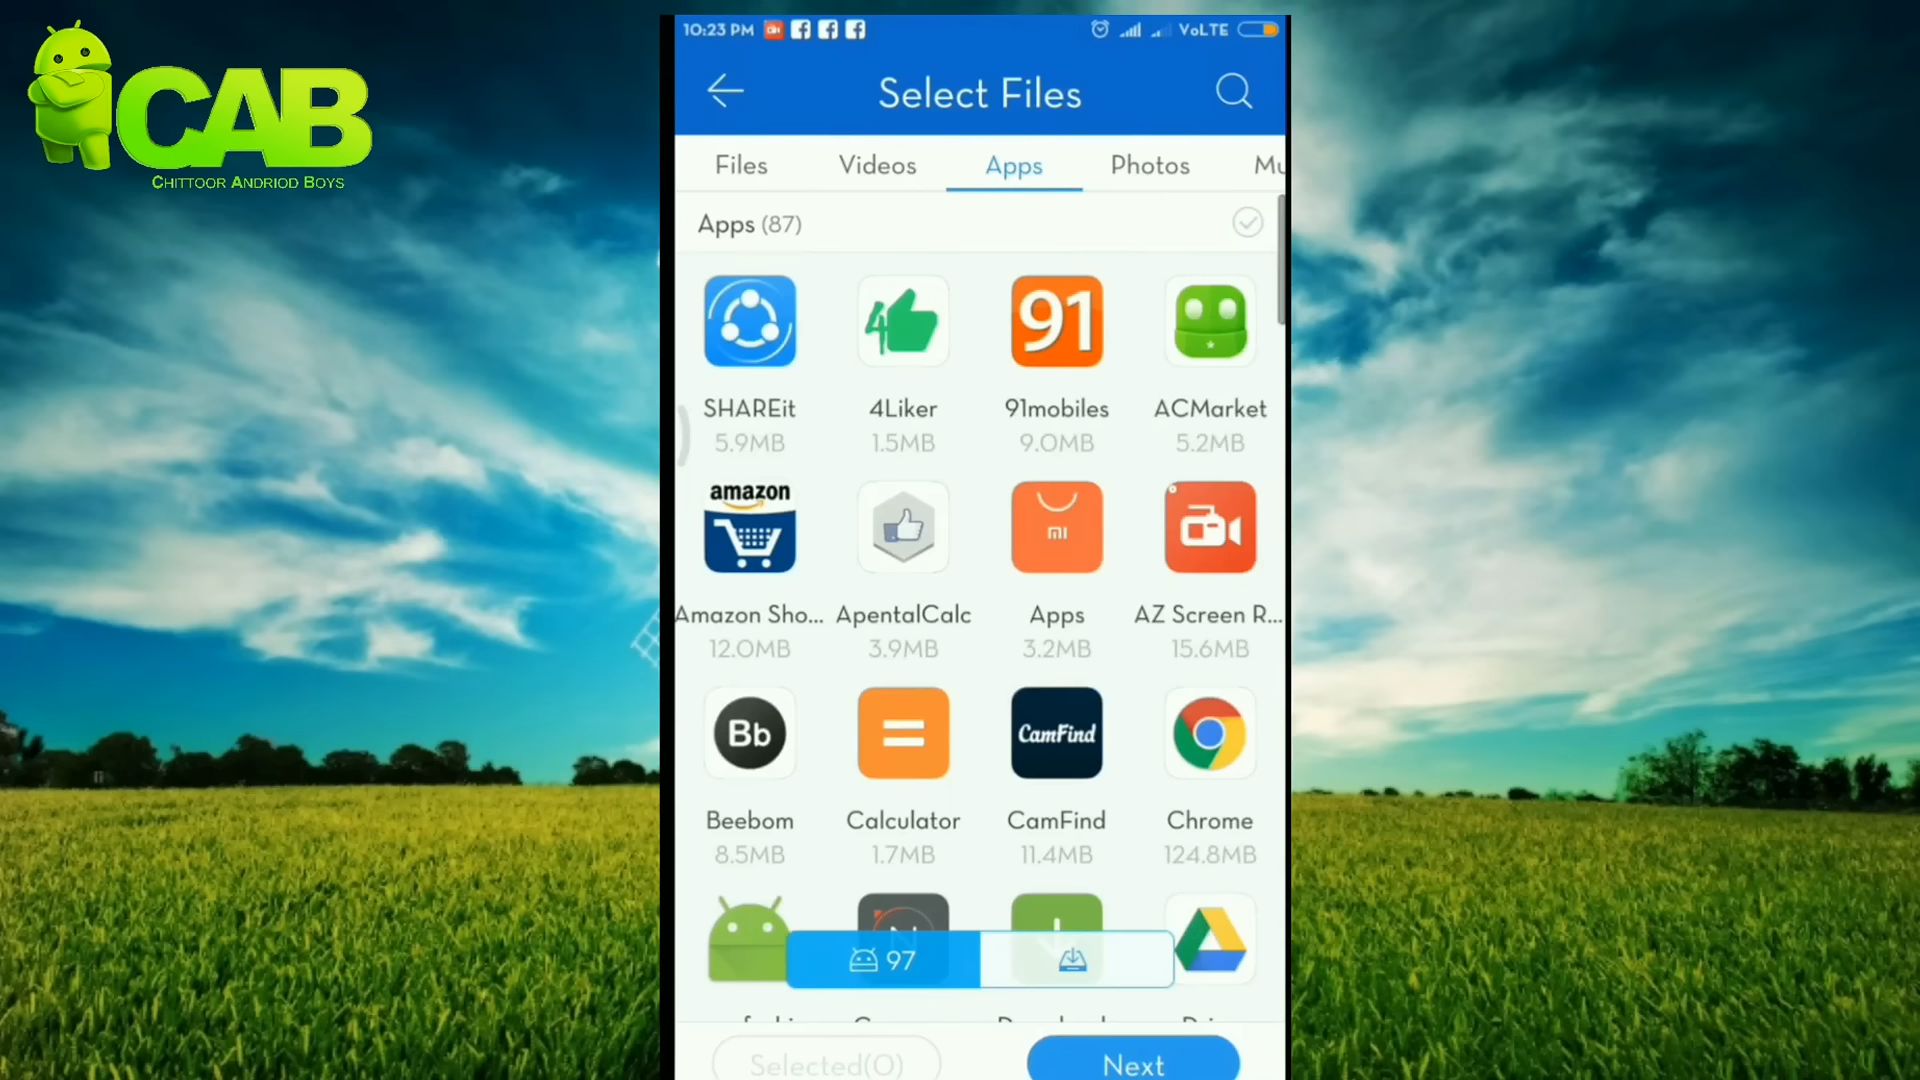 CAB
CHITTOOR ANDRIOD BOYS
10:23 PM
VoLTE
Select Files
Files Videos Apps Photos Mu
Apps (87)
91
SHAREit 4Liker 91mobiles ACMarket
5.9MB 1.5MB 9.0MB 5.2MB
amazon
mi
Amazon Sho... ApentalCalc Apps AZ Screen R...
12.0MB 3.9MB 3.2MB 15.6MB
Bb
CamFind
Beebom Calculator CamFind Chrome
8.5MB 1.7MB 11.4MB 124.8MB
97
Selected(0) Next